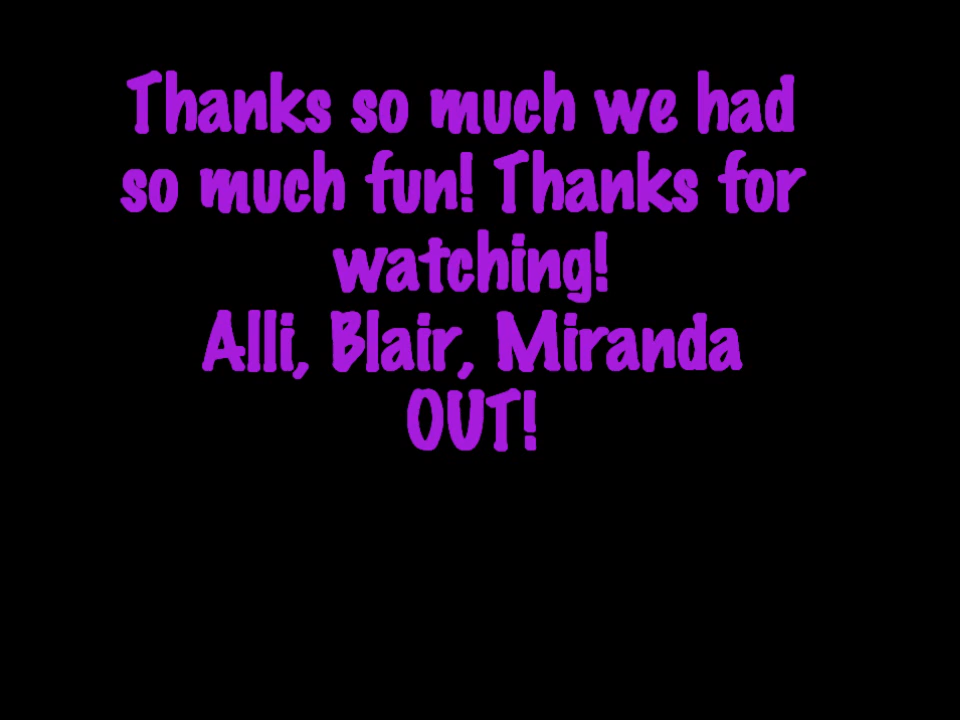 Thanks so much we had
so much fun! Thanks for
watching!
Alli, Blair, Miranda
OUT!